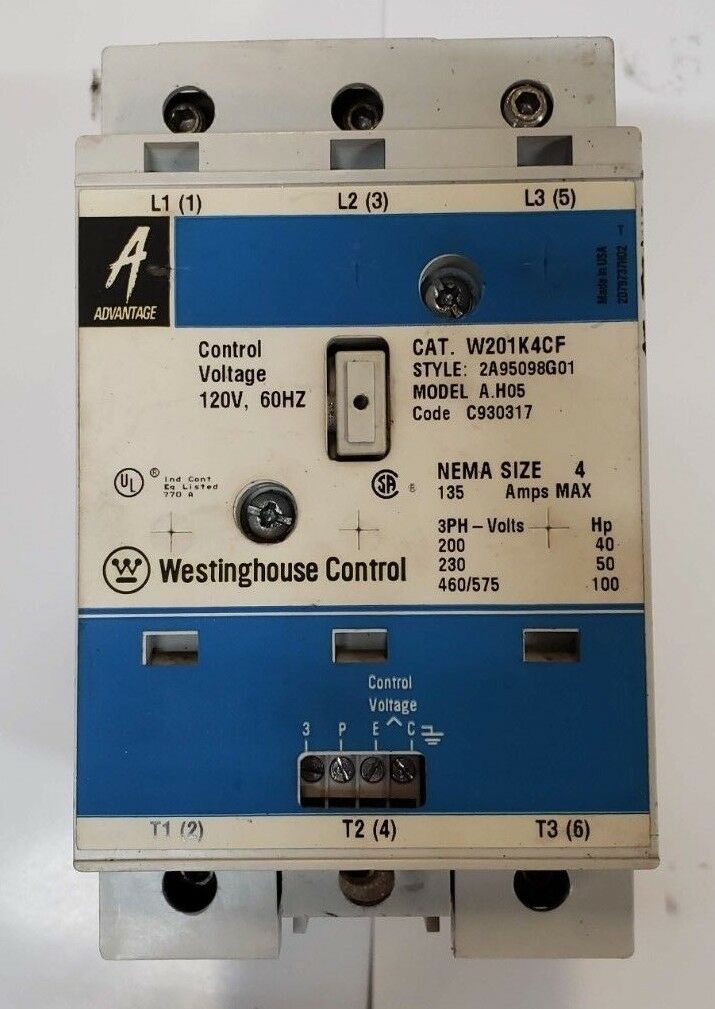 L1 (1) L2 (3) L3 (5)
A
ADVANTAGE
Made in USA T
2D79737H02
Control
Voltage
120V, 60HZ
CAT. W201K4CF
STYLE: 2A95098G01
MODEL A.H05
Code C930317
UL ® Ind Cont
Eq Listed
770 A
SA ®
NEMA SIZE 4
135 Amps MAX
3PH – Volts Hp
200 40
230 50
460/575 100
W Westinghouse Control
Control
Voltage
3 P E ^ C
T1 (2) T2 (4) T3 (6)